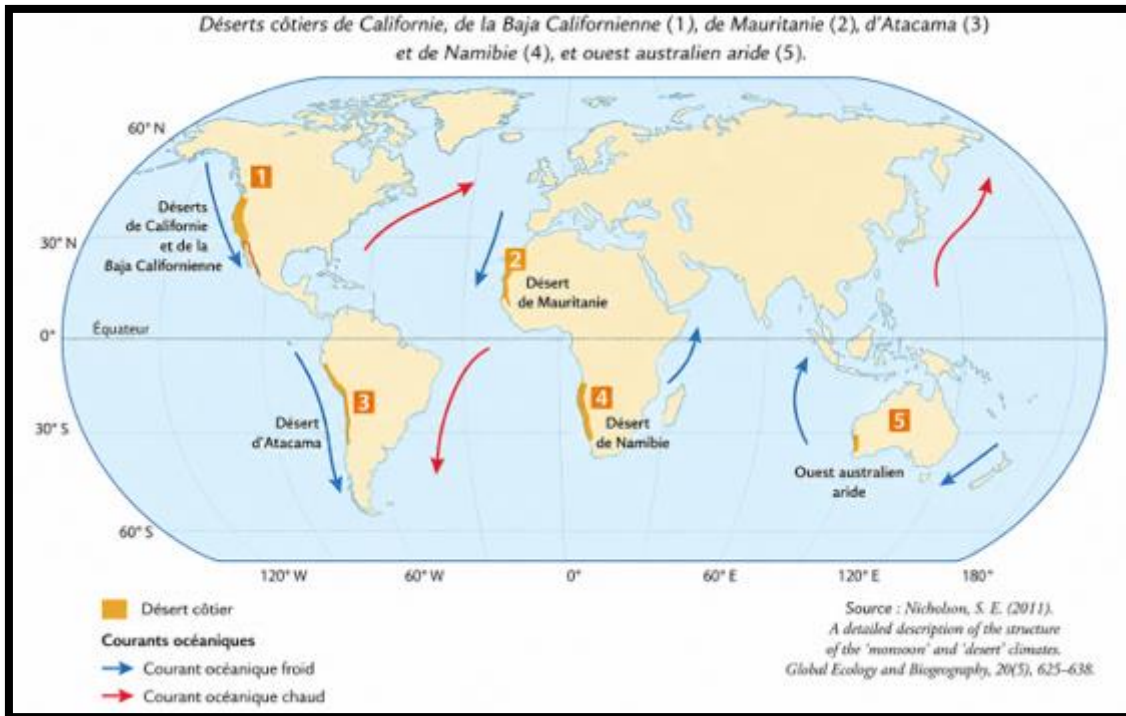 Déserts côtiers de Californie, de la Baja Californienne (1), de Mauritanie (2), d'Atacama (3)
et de Namibie (4), et ouest australien aride (5).
60° N
1
Déserts
de Californie
et de la
Baja Californienne
30° N
2
Désert
de Mauritanie
Équateur
0°
3
4
5
Désert
d'Atacama
Désert
de Namibie
30° S
Ouest australien
aride
60° S
120° W
60° W
0°
60° E
120° E
180°
Désert côtier
Courants océaniques
Courant océanique froid
Courant océanique chaud
Source : Nicholson, S. E. (2011).
A detailed description of the structure
of the 'monsoon' and 'desert' climates.
Global Ecology and Biogeography, 20(5), 625–638.